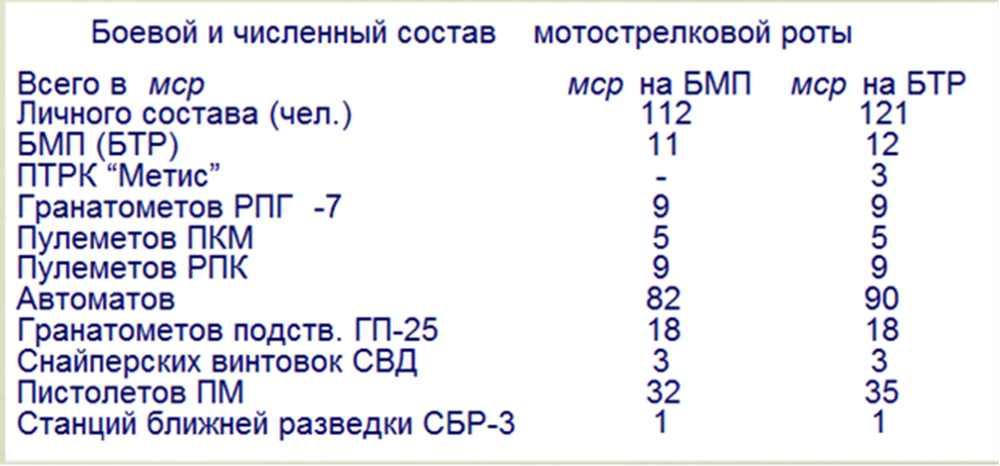 Боевой и численный состав мотострелковой роты
Всего в мср мср на БМП мср на БТР
Личного состава (чел.) 112 121
БМП (БТР) 11 12
ПТРК “Метис” - 3
Гранатометов РПГ -7 9 9
Пулеметов ПКМ 5 5
Пулеметов РПК 9 9
Автоматов 82 90
Гранатометов подств. ГП-25 18 18
Снайперских винтовок СВД 3 3
Пистолетов ПМ 32 35
Станций ближней разведки СБР-3 1 1